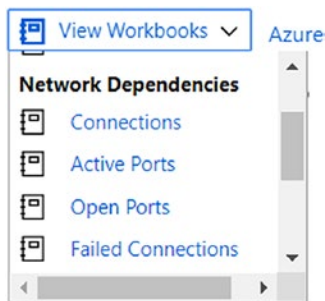 View Workbooks
Azure
Network Dependencies
Connections
Active Ports
Open Ports
Failed Connections